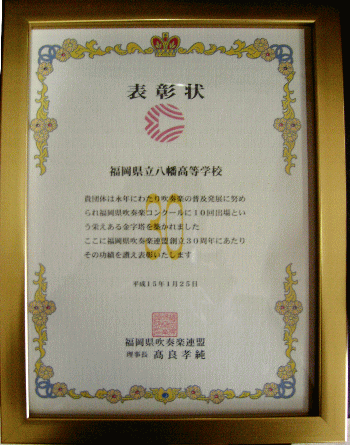 表彰状
福岡県立八幡高等学校
貴団体は永年にわたり吹奏楽の普及発展に努め
られ福岡県吹奏楽コンクールに10回出場とい
う栄えある金字塔を築かれました
ここに福岡県吹奏楽連盟創立30周年にあたり
その功績を讃え表彰いたします
平成15年1月25日
福岡県吹奏楽連盟
理事長 高良孝純